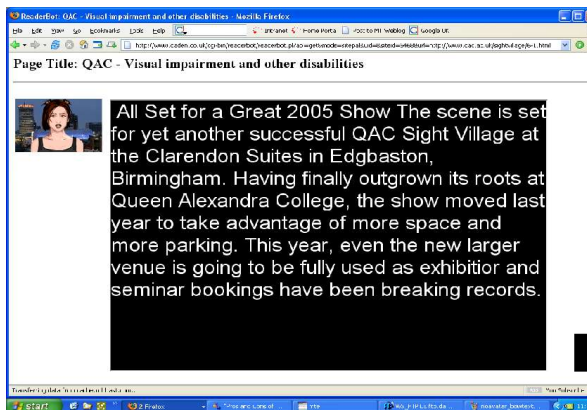 ReaderBot: QAC - Visual impairment and other disabilities - Mozilla Firefox
File Edit View Go Bookmarks Tools Help
Page Title: QAC - Visual impairment and other disabilities
All Set for a Great 2005 Show The scene is set
for yet another successful QAC Sight Village at
the Clarendon Suites in Edgbaston,
Birmingham. Having finally outgrown its roots at
Queen Alexandra College, the show moved last
year to take advantage of more space and
more parking. This year, even the new larger
venue is going to be fully used as exhibitior and
seminar bookings have been breaking records.
start 2 Firefox